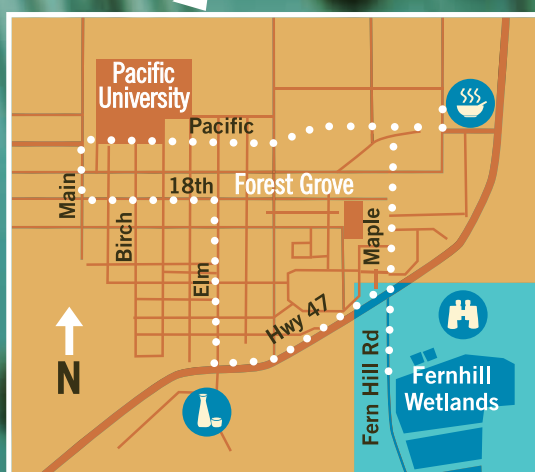 Pacific
University
Pacific
18th
Forest Grove
Main
Birch
Elm
Maple
Hwy 47
N
Fern Hill Rd
Fernhill
Wetlands